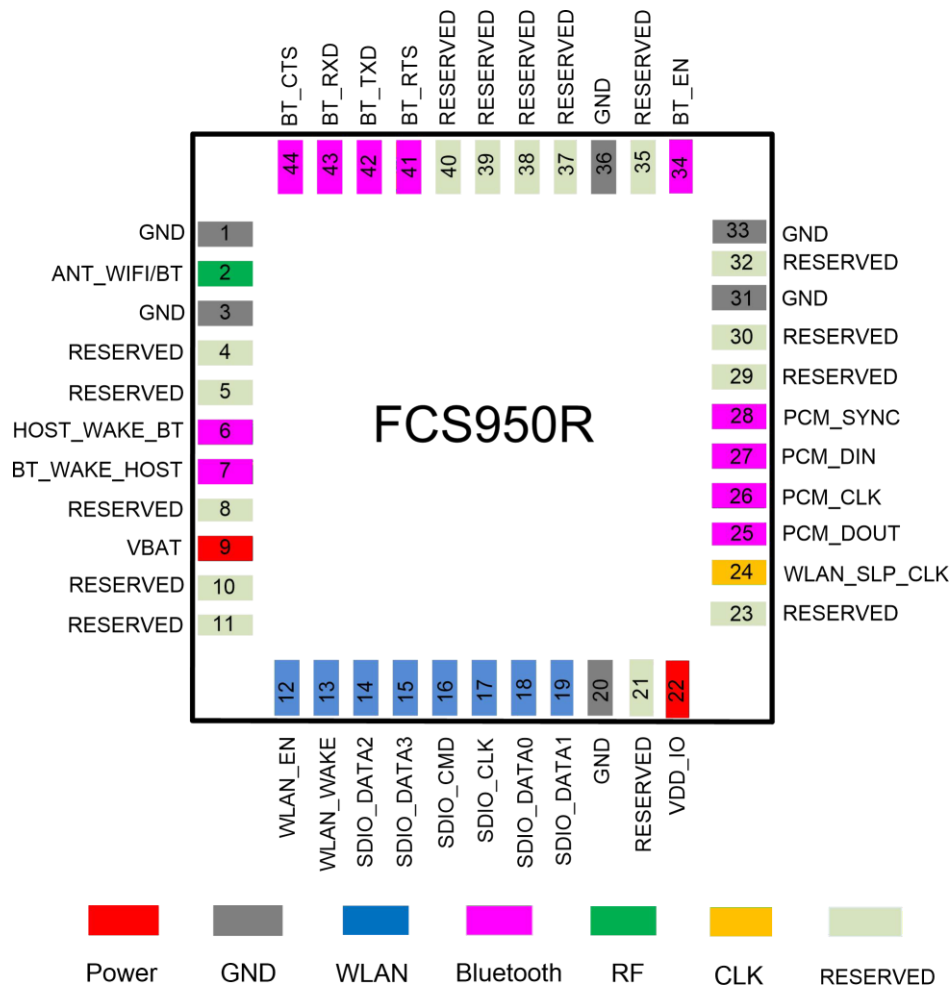 BT_CTS
BT_RXD
BT_TXD
BT_RTS
RESERVED
RESERVED
RESERVED
RESERVED
GND
RESERVED
BT_EN
44
43
42
41
40
39
38
37
36
35
34
GND 1
ANT_WIFI/BT 2
GND 3
RESERVED 4
RESERVED 5
HOST_WAKE_BT 6
BT_WAKE_HOST 7
RESERVED 8
VBAT 9
RESERVED 10
RESERVED 11
FCS950R
33 GND
32 RESERVED
31 GND
30 RESERVED
29 RESERVED
28 PCM_SYNC
27 PCM_DIN
26 PCM_CLK
25 PCM_DOUT
24 WLAN_SLP_CLK
23 RESERVED
12
13
14
15
16
17
18
19
20
21
22
WLAN_EN
WLAN_WAKE
SDIO_DATA2
SDIO_DATA3
SDIO_CMD
SDIO_CLK
SDIO_DATA0
SDIO_DATA1
GND
RESERVED
VDD_IO
Power GND WLAN Bluetooth RF CLK RESERVED